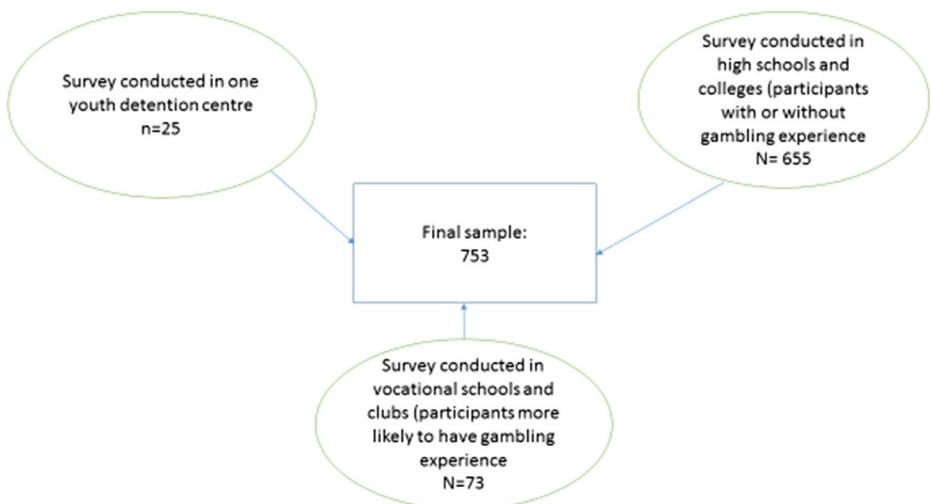 Survey conducted in one
youth detention centre
n=25
Survey conducted in
high schools and
colleges (participants
with or without
gambling experience
N= 655
Final sample:
753
Survey conducted in
vocational schools and
clubs (participants more
likely to have gambling
experience
N=73